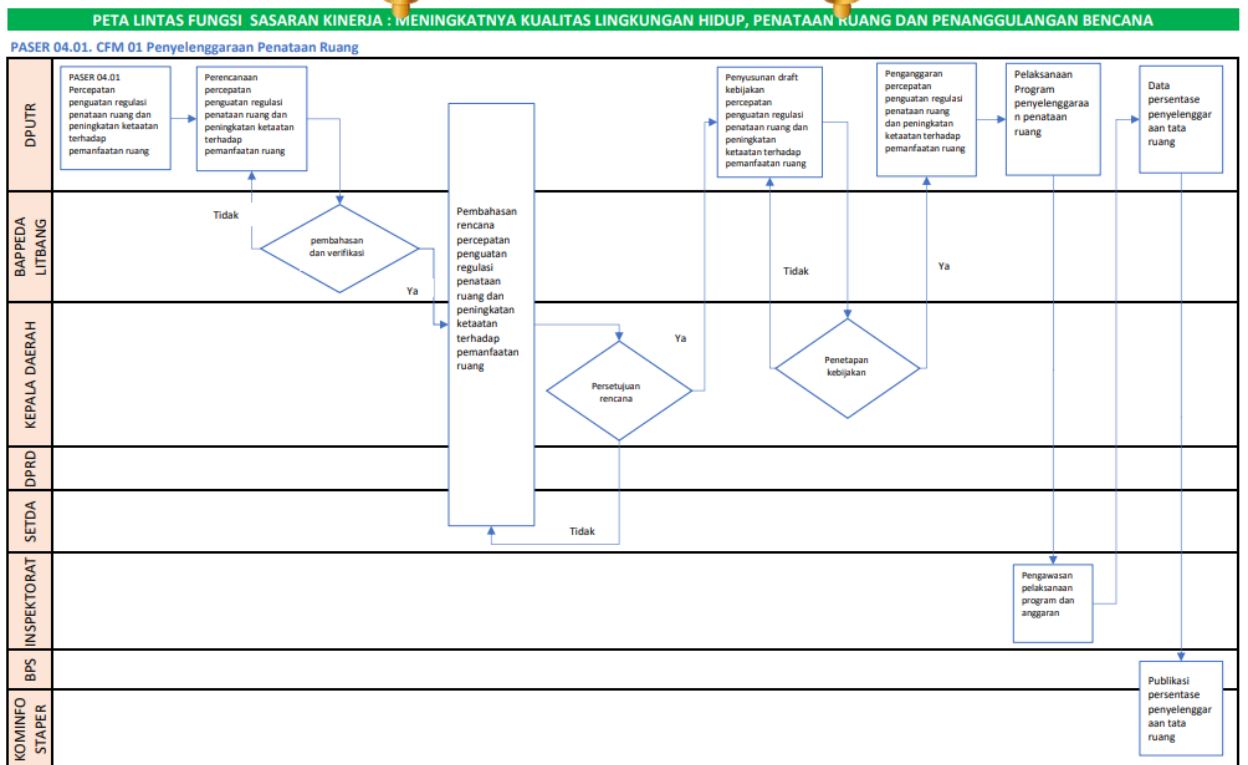 PETA LINTAS FUNGSI SASARAN KINERJA : MENINGKATNYA KUALITAS LINGKUNGAN HIDUP, PENATAAN RUANG DAN PENANGGULANGAN BENCANA
PASER 04.01. CFM 01 Penyelenggaraan Penataan Ruang
DPUTR
PASER 04.01
Percepatan
penguatan regulasi
penataan ruang dan
peningkatan ketaatan
terhadap
pemanfaatan ruang
Perencanaan
percepatan
penguatan regulasi
penataan ruang dan
peningkatan ketaatan
terhadap
pemanfaatan ruang
Penyusunan draft
kebijakan
percepatan
penguatan regulasi
penataan ruang dan
peningkatan
ketaatan terhadap
pemanfaatan ruang
Penganggaran
percepatan
penguatan regulasi
penataan ruang
dan peningkatan
ketaatan terhadap
pemanfaatan ruang
Pelaksanaan
Program
penyelenggaraa
n penataan
ruang
Data
persentase
penyelenggar
aan tata
ruang
BAPPEDA
LITBANG
Tidak
pembahasan
dan verifikasi
Ya
Pembahasan
rencana
percepatan
penguatan
regulasi
penataan
ruang dan
peningkatan
ketaatan
terhadap
pemanfaatan
ruang
Tidak
Ya
KEPALA DAERAH
Persetujuan
rencana
Ya
Penetapan
kebijakan
DPRD
SETDA
Tidak
INSPEKTORAT
Pengawasan
pelaksanaan
program dan
anggaran
BPS
KOMINFO
STAPER
Publikasi
persentase
penyelenggar
aan tata
ruang